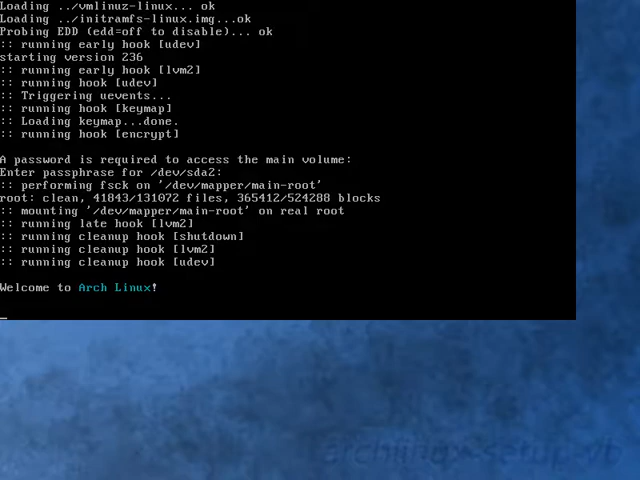 Loading ../vmlinuz-linux... ok
Loading ../initramfs-linux.img...ok
Probing EDD (edd=off to disable)... ok
:: running early hook [udev]
starting version 236
:: running early hook [lvm2]
:: running hook [udev]
:: Triggering uevents...
:: running hook [keymap]
:: Loading keymap...done.
:: running hook [encrypt]
A password is required to access the main volume:
Enter passphrase for /dev/sda2:
:: performing fsck on '/dev/mapper/main-root'
root: clean, 41843/131072 files, 365412/524288 blocks
:: mounting '/dev/mapper/main-root' on real root
:: running late hook [lvm2]
:: running cleanup hook [shutdown]
:: running cleanup hook [lvm2]
:: running cleanup hook [udev]
Welcome to Arch Linux!
archlinux-setup-vb